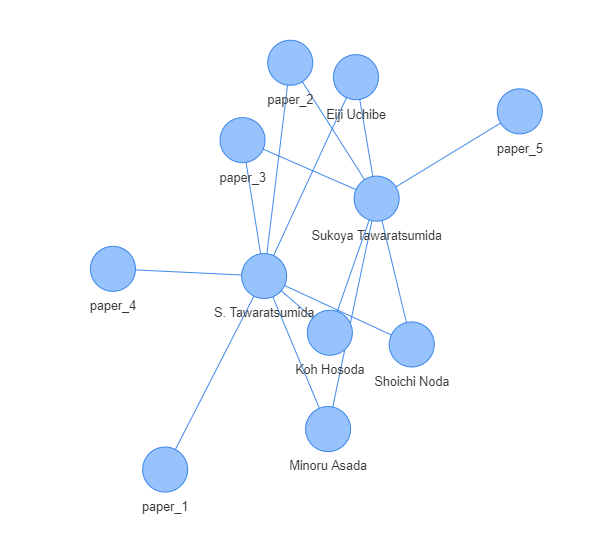 paper_2
Eiji Uchibe
paper_5
paper_3
Sukoya Tawaratsumida
paper_4
S. Tawaratsumida
Koh Hosoda
Shoichi Noda
Minoru Asada
paper_1